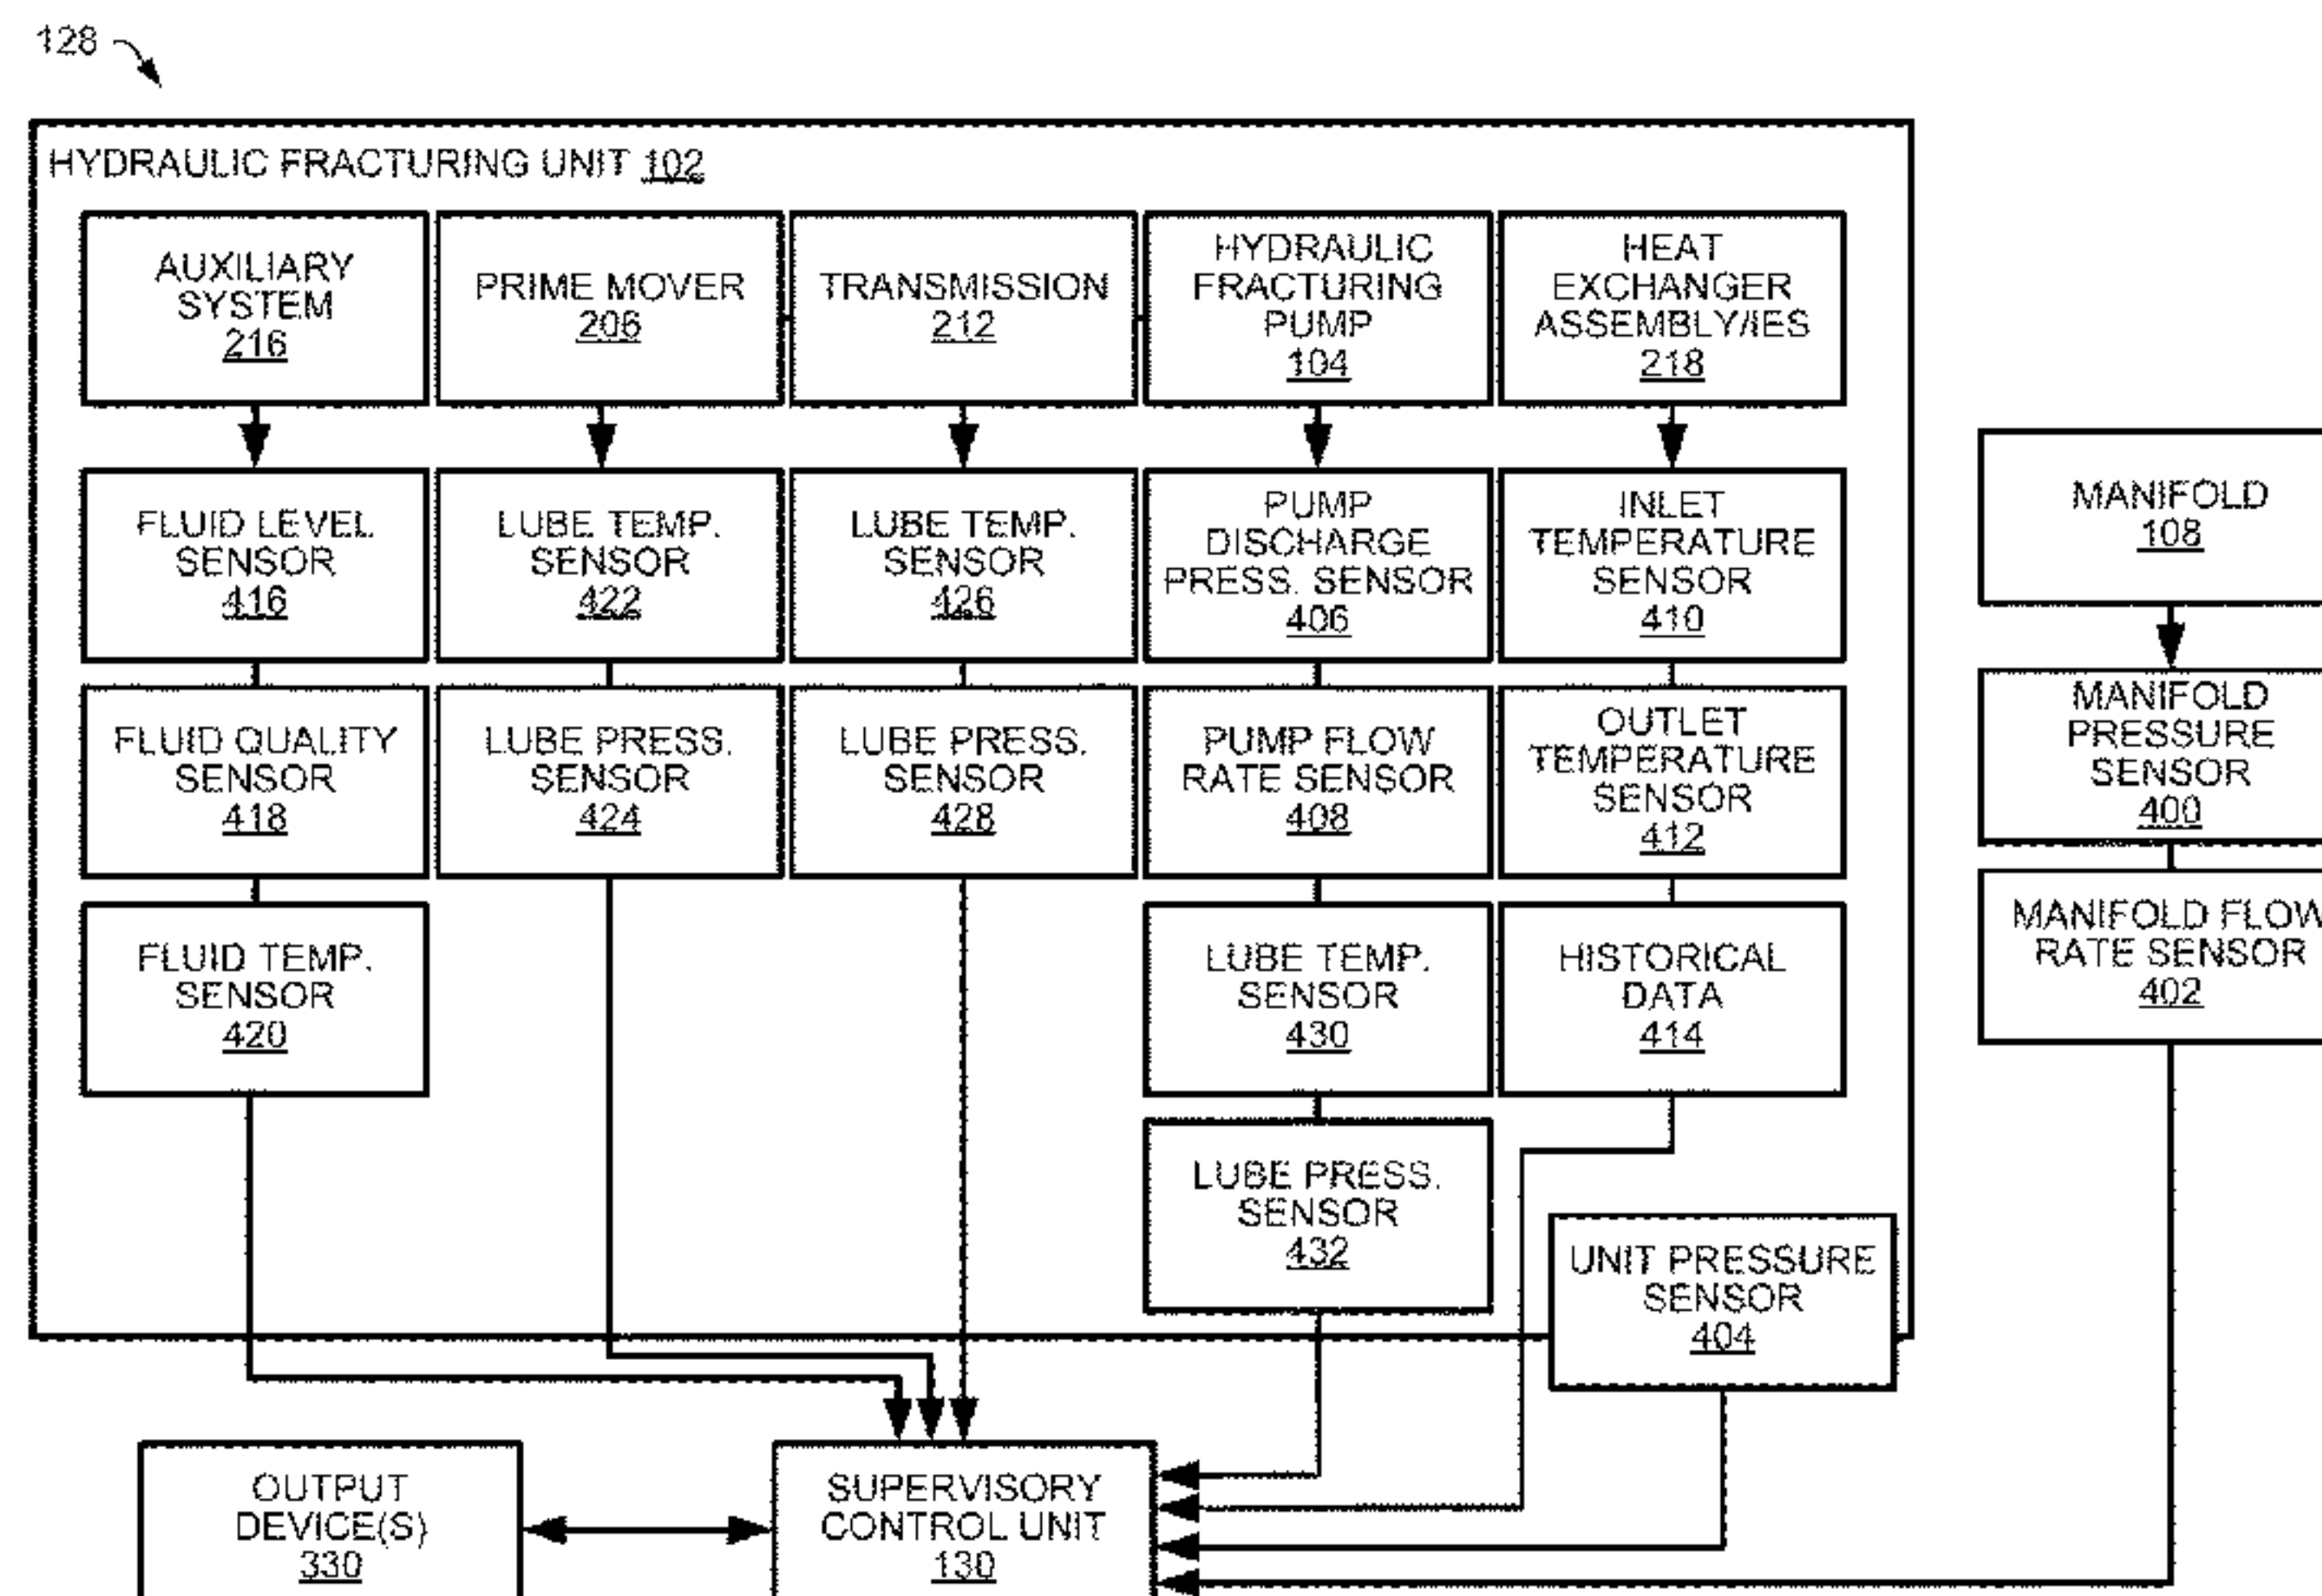 128
HYDRAULIC FRACTURING UNIT 102
AUXILIARY
SYSTEM
216
PRIME MOVER
206
TRANSMISSION
212
HYDRAULIC
FRACTURING
PUMP
104
HEAT
EXCHANGER
ASSEMBLY/IES
218
FLUID LEVEL
SENSOR
416
LUBE TEMP.
SENSOR
422
LUBE TEMP.
SENSOR
426
PUMP
DISCHARGE
PRESS. SENSOR
406
INLET
TEMPERATURE
SENSOR
410
MANIFOLD
108
FLUID QUALITY
SENSOR
418
LUBE PRESS.
SENSOR
424
LUBE PRESS.
SENSOR
428
PUMP FLOW
RATE SENSOR
408
OUTLET
TEMPERATURE
SENSOR
412
MANIFOLD
PRESSURE
SENSOR
400
FLUID TEMP.
SENSOR
420
LUBE TEMP.
SENSOR
430
HISTORICAL
DATA
414
MANIFOLD FLOW
RATE SENSOR
402
LUBE PRESS.
SENSOR
432
UNIT PRESSURE
SENSOR
404
OUTPUT
DEVICE(S)
330
SUPERVISORY
CONTROL UNIT
130